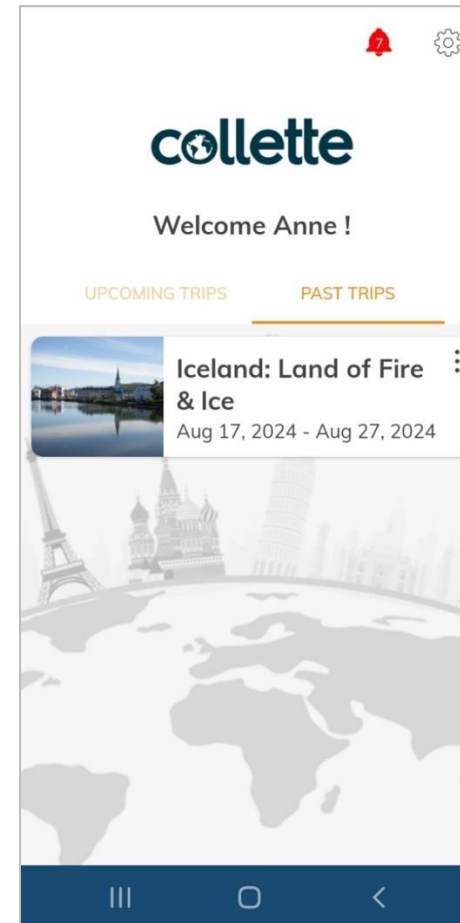 7
collette
Welcome Anne !
UPCOMING TRIPS PAST TRIPS
Iceland: Land of Fire
& Ice
Aug 17, 2024 - Aug 27, 2024